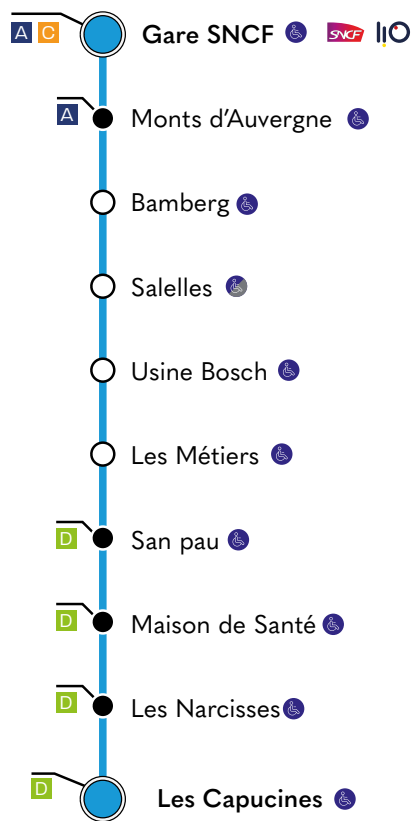 A C Gare SNCF SNCF liO
A Monts d'Auvergne
Bamberg
Salelles
Usine Bosch
Les Métiers
D San pau
D Maison de Santé
D Les Narcisses
D Les Capucines